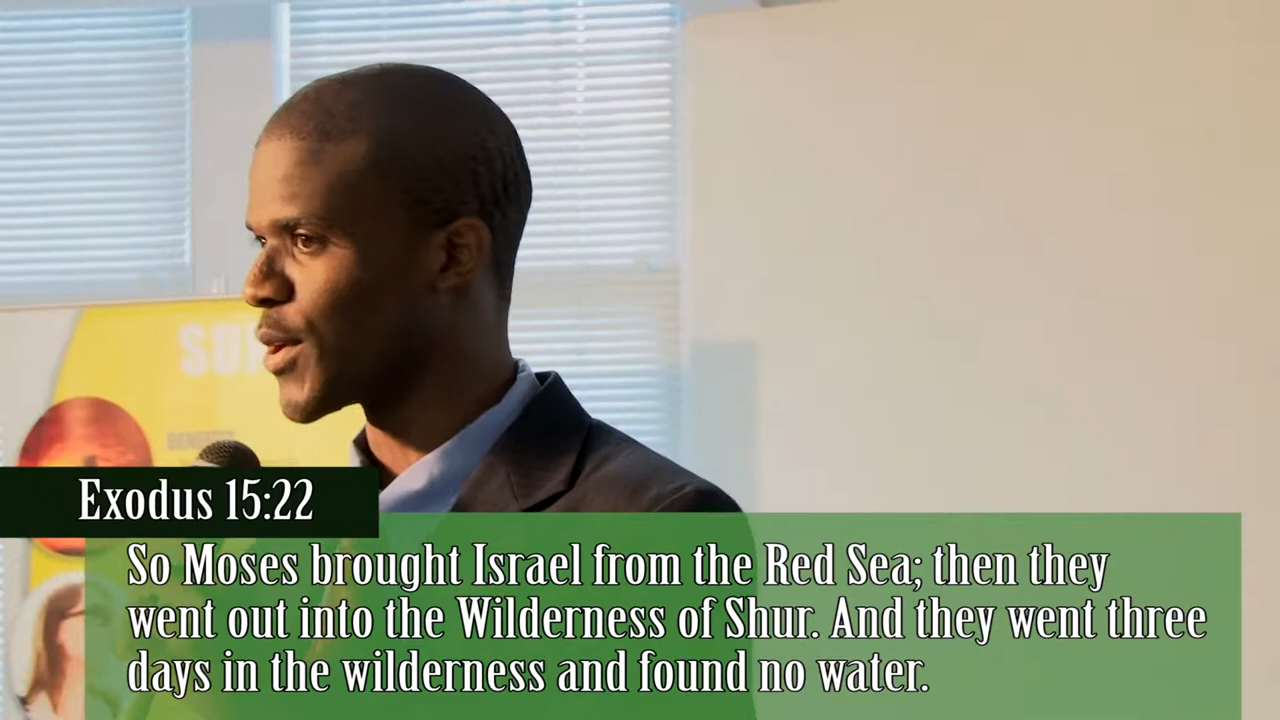 BENEFITS
Exodus 15:22
So Moses brought Israel from the Red Sea; then they
went out into the Wilderness of Shur. And they went three
days in the wilderness and found no water.